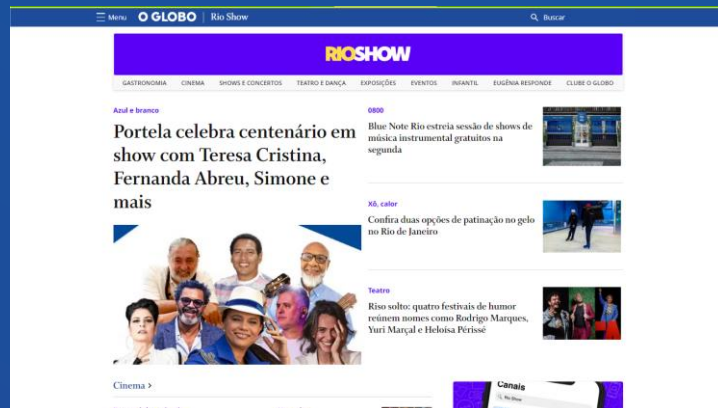 Menu O GLOBO | Rio Show Buscar
RIOSHOW
GASTRONOMIA CINEMA SHOWS E CONCERTOS TEATRO E DANÇA EXPOSIÇÕES EVENTOS INFANTIL EUGÊNIA RESPONDE CLUBE O GLOBO
Azul e branco
Portela celebra centenário em
show com Teresa Cristina,
Fernanda Abreu, Simone e
mais
0800
Blue Note Rio estreia sessão de shows de
música instrumental gratuitos na
segunda
Xô, calor
Confira duas opções de patinação no gelo
no Rio de Janeiro
Teatro
Riso solto: quatro festivais de humor
reúnem nomes como Rodrigo Marques,
Yuri Marçal e Heloísa Périssé
Cinema >
Canais
Rio Show